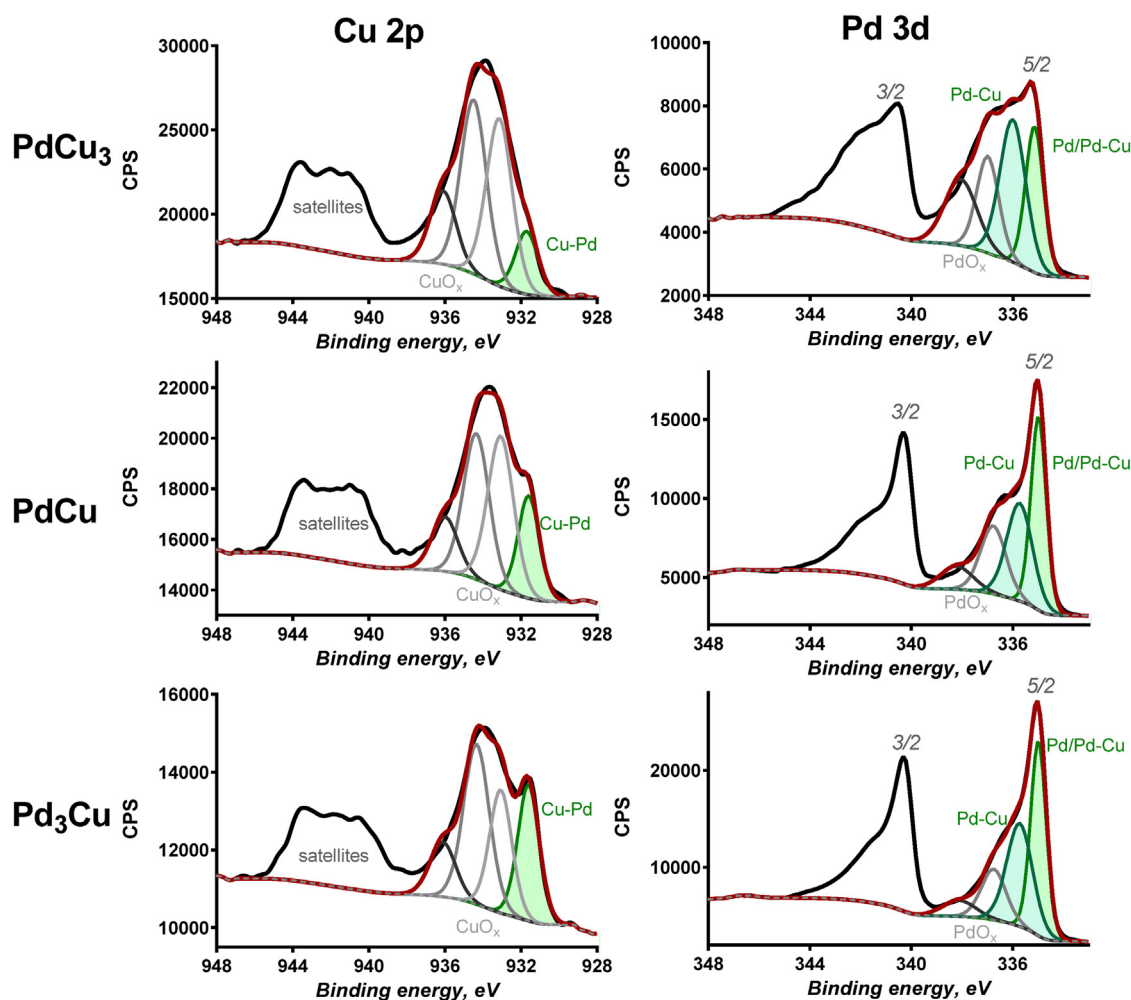 Cu 2p
Pd 3d
PdCu₃
CPS
30000
25000
20000
15000
satellites
CuOₓ
Cu-Pd
948 944 940 936 932 928
Binding energy, eV
CPS
10000
8000
6000
4000
2000
3/2
5/2
Pd-Cu
Pd/Pd-Cu
PdOₓ
348 344 340 336
Binding energy, eV
PdCu
CPS
22000
20000
18000
16000
14000
satellites
CuOₓ
Cu-Pd
948 944 940 936 932 928
Binding energy, eV
CPS
15000
10000
5000
3/2
5/2
Pd-Cu
Pd/Pd-Cu
PdOₓ
348 344 340 336
Binding energy, eV
Pd₃Cu
CPS
16000
14000
12000
10000
satellites
CuOₓ
Cu-Pd
948 944 940 936 932 928
Binding energy, eV
CPS
20000
10000
3/2
5/2
Pd/Pd-Cu
Pd-Cu
PdOₓ
348 344 340 336
Binding energy, eV